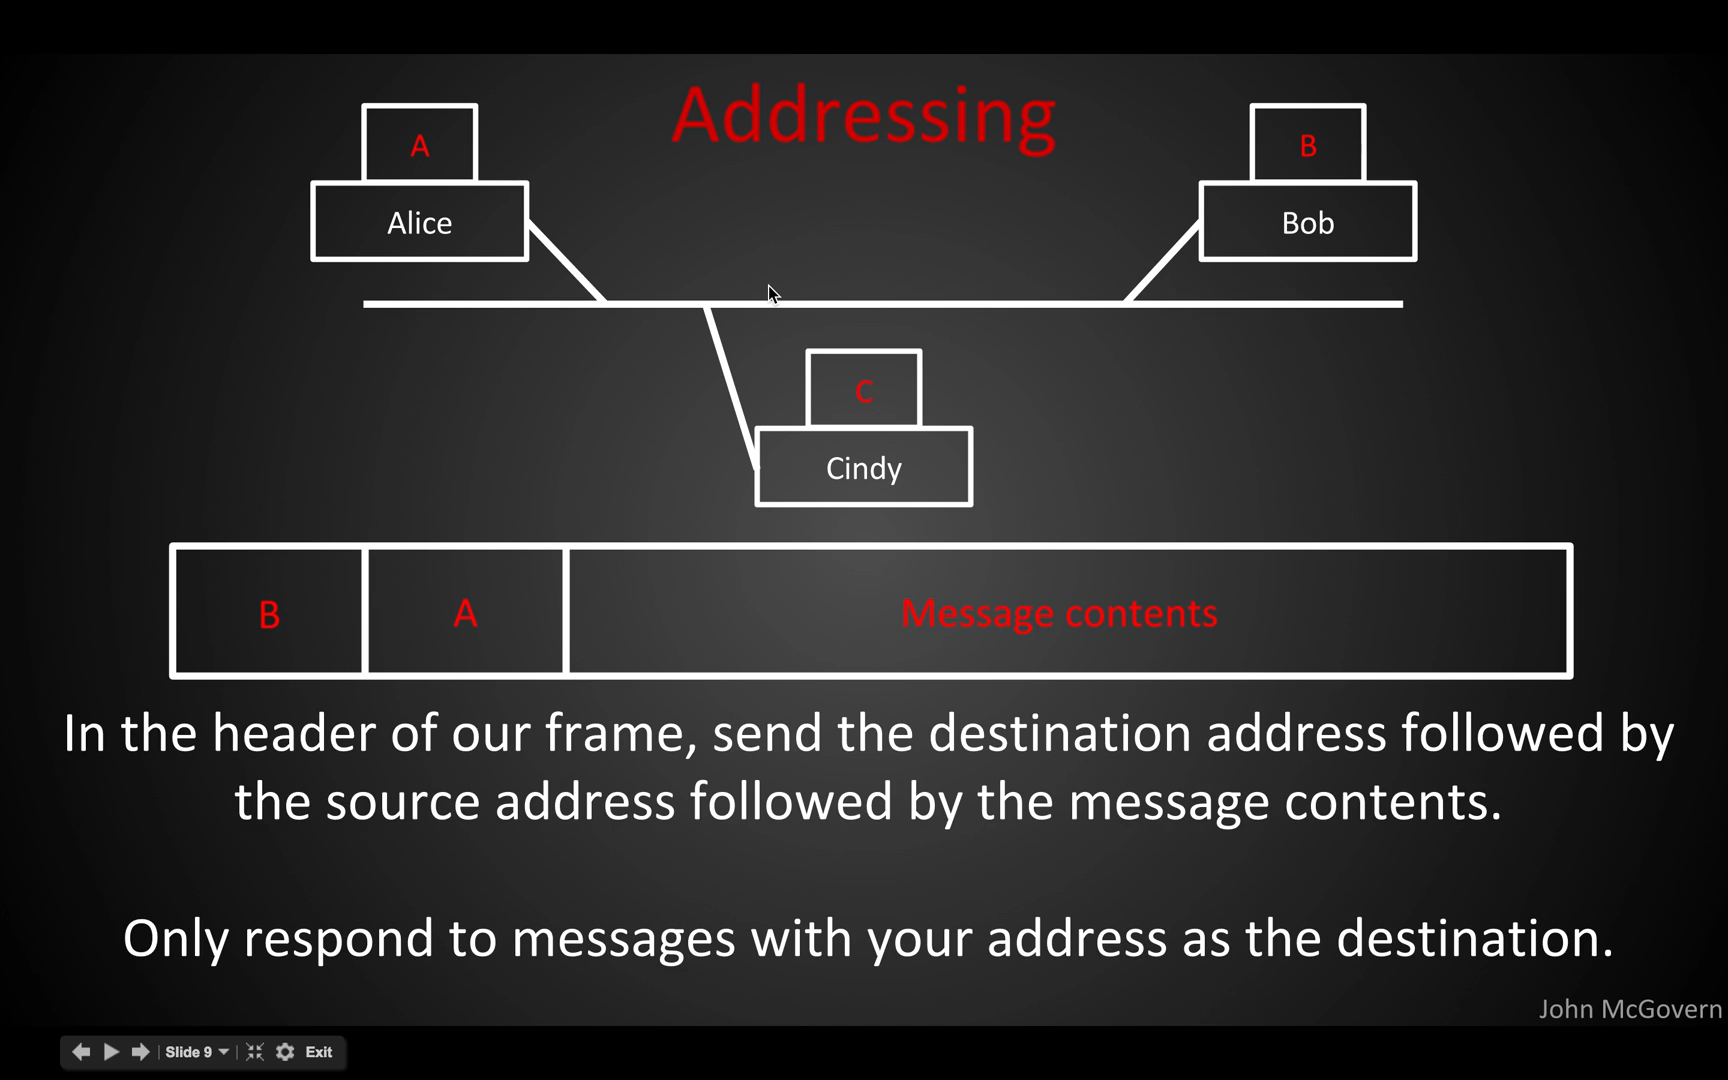 Addressing
A
B
Alice
Bob
C
Cindy
B A Message contents
In the header of our frame, send the destination address followed by
the source address followed by the message contents.
Only respond to messages with your address as the destination.
John McGovern
Slide 9 Exit